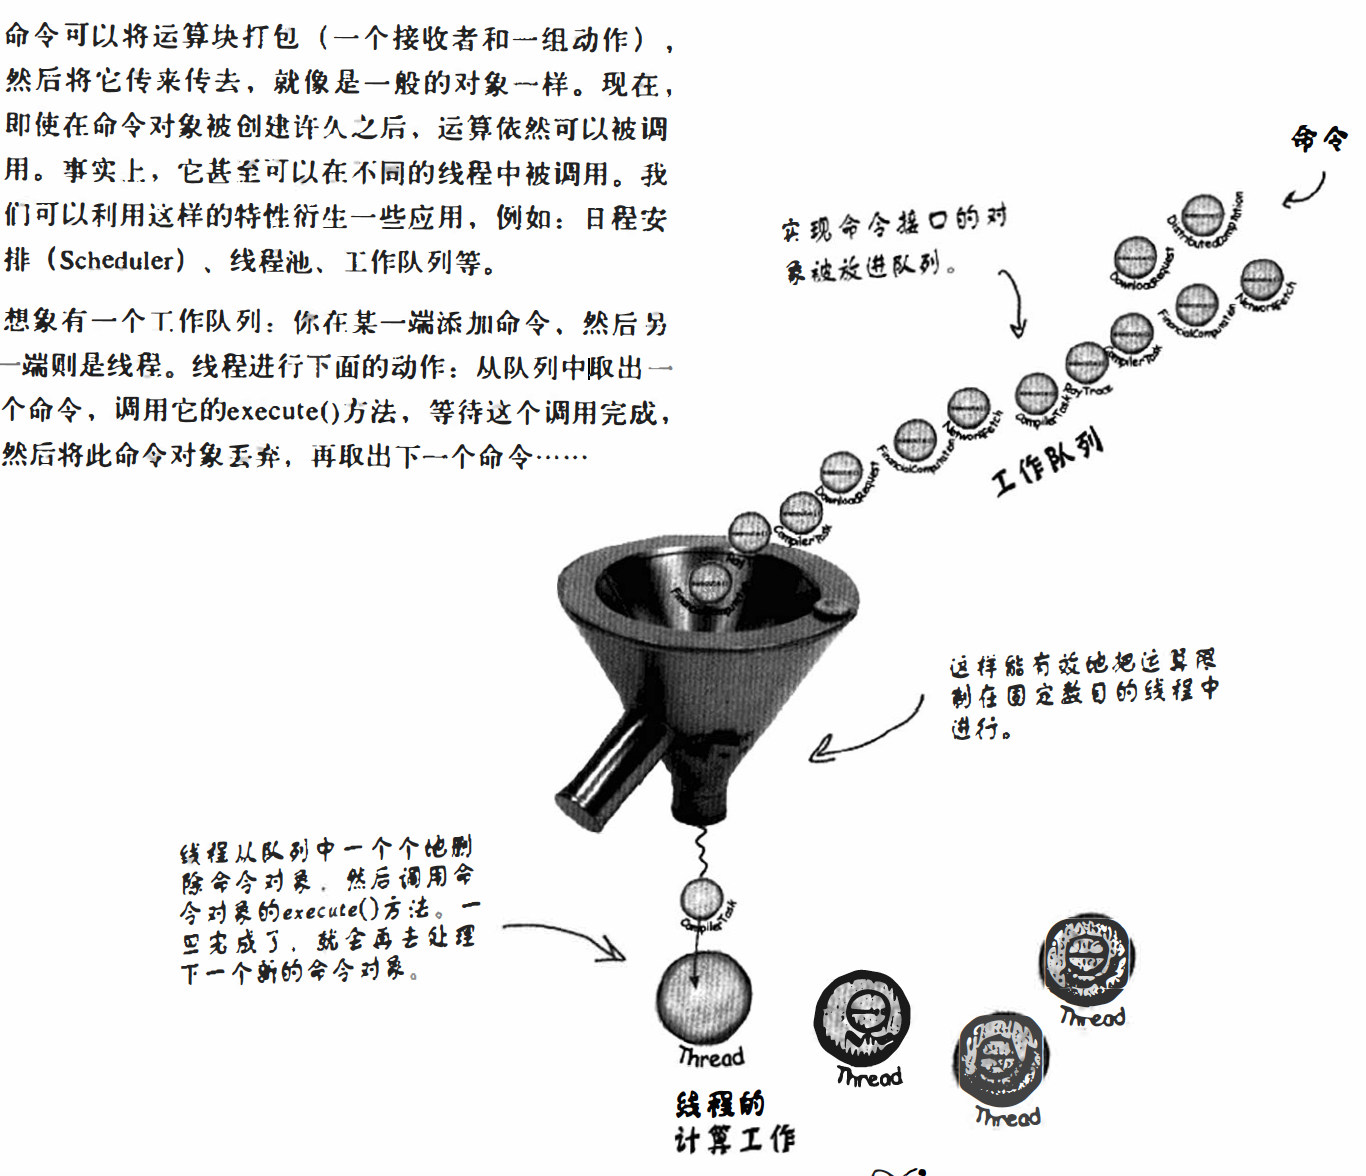 命令可以将运算块打包（一个接收者和一组动作），
然后将它传来传去，就像是一般的对象一样。现在，
即使在命令对象被创建许久之后，运算依然可以被调
用。事实上，它甚至可以在不同的线程中被调用。我
们可以利用这样的特性衍生一些应用，例如：日程安
排（Scheduler）、线程池、工作队列等。
想象有一个工作队列：你在某一端添加命令，然后另
一端则是线程。线程进行下面的动作：从队列中取出一
个命令，调用它的execute()方法，等待这个调用完成，
然后将此命令对象丢弃，再取出下一个命令……
命令
实现命令接口的对
象被放进队列。
DistributedComputation
DownloadRequest
NetworkFetch
FinancialComputation
CompilerTask
RayTrace
CompilerTask
NetworkFetch
FinancialComputation
DownloadRequest
CompilerTask
工作队列
FinancialComputation
这样能有效地把运算限
制在固定数目的线程中
进行。
线程从队列中一个个地删
除命令对象，然后调用命
令对象的execute()方法。一
旦完成了，就会再去处理
下一个新的命令对象。
CompilerTask
Thread
Thread
Thread
Thread
线程的
计算工作